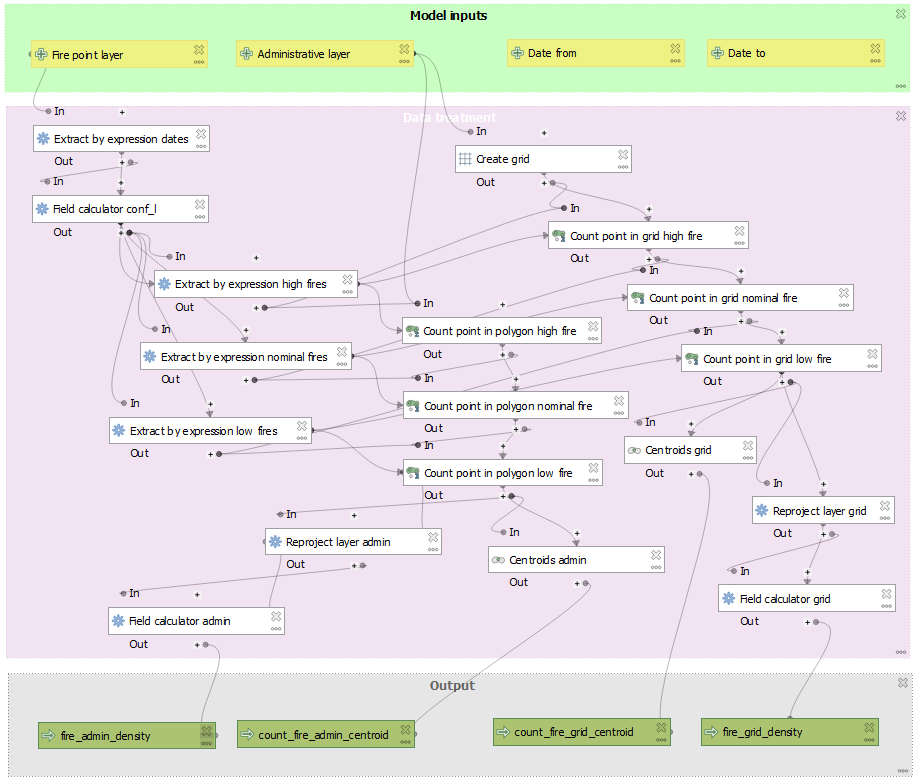 Model inputs
Fire point layer
Administrative layer
Date from
Date to
Data treatment
In
Extract by expression dates
Out
In
Create grid
Out
In
Field calculator conf_l
Out
In
Count point in grid high fire
Out
In
Extract by expression high fires
Out
In
Count point in grid nominal fire
Out
In
Count point in polygon high fire
Out
In
Extract by expression nominal fires
Out
In
Count point in grid low fire
Out
In
Count point in polygon nominal fire
Out
In
Extract by expression low fires
Out
In
Centroids grid
Out
In
Count point in polygon low fire
Out
In
Reproject layer grid
Out
In
Reproject layer admin
Out
In
Centroids admin
Out
In
Field calculator grid
Out
In
Field calculator admin
Out
Output
fire_admin_density
count_fire_admin_centroid
count_fire_grid_centroid
fire_grid_density